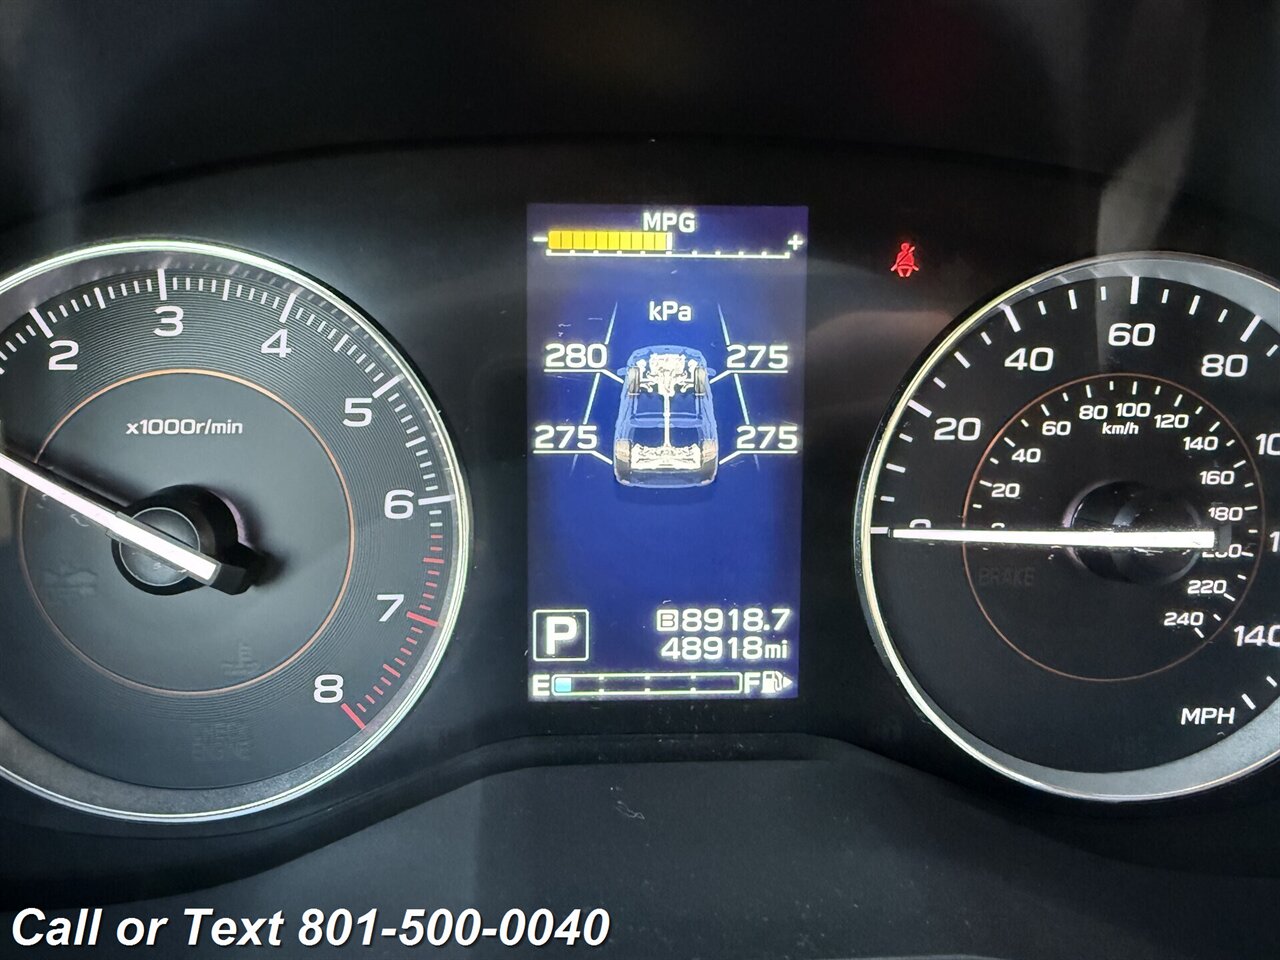 MPG
- +
kPa
280 275
275 275
P
B 8918.7
48918mi
E F
2 3 4 5 6 7 8
x1000r/min
20 40 60 80
20 40 60 80 100 120 140 160 180
km/h
220
240
140
MPH
BRAKE
Call or Text 801-500-0040